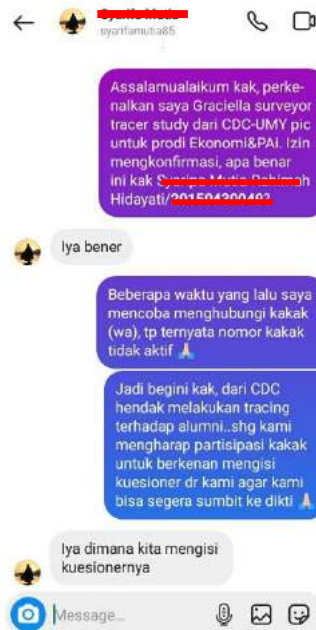 syarifamutia85
Assalamualaikum kak, perke-
nalkan saya Graciella surveyor
tracer study dari CDC-UMY pic
untuk prodi Ekonomi&PAi. Izin
mengkonfirmasi, apa benar
ini kak
Hidayati/
Iya bener
Beberapa waktu yang lalu saya
mencoba menghubungi kakak
(wa), tp ternyata nomor kakak
tidak aktif 🙏
Jadi begini kak, dari CDC
hendak melakukan tracing
terhadap alumni..shg kami
mengharap partisipasi kakak
untuk berkenan mengisi
kuesioner dr kami agar kami
bisa segera sumbit ke dikti 🙏
Iya dimana kita mengisi
kuesionernya
Message...